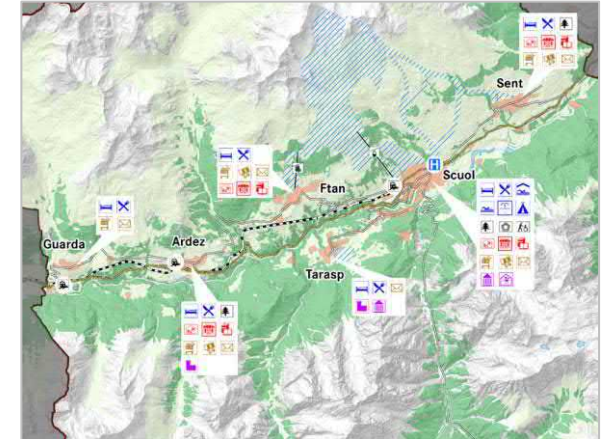 Sent
H
Scuol
Ftan
Ardez
Guarda
Tarasp